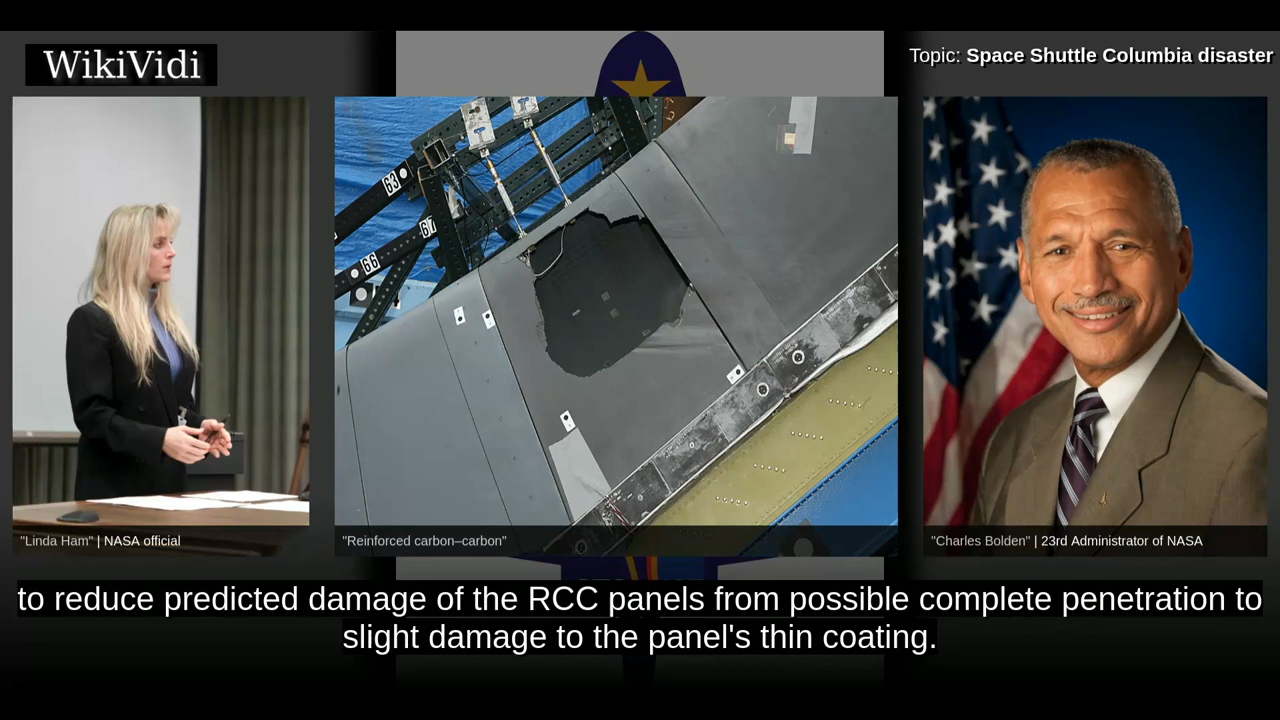 WikiVidi
Topic: Space Shuttle Columbia disaster
63
67
66
"Linda Ham" | NASA official
"Reinforced carbon–carbon"
"Charles Bolden" | 23rd Administrator of NASA
to reduce predicted damage of the RCC panels from possible complete penetration to
slight damage to the panel's thin coating.